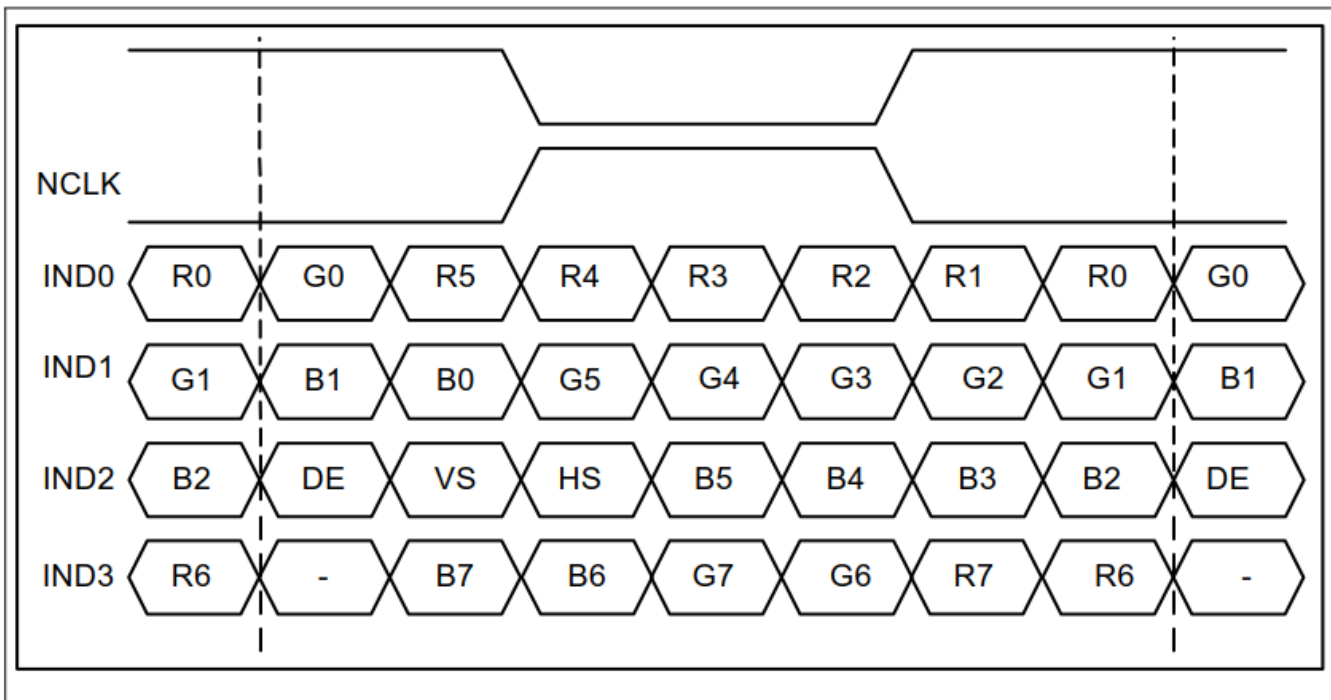 NCLK
IND0 R0 G0 R5 R4 R3 R2 R1 R0 G0
IND1 G1 B1 B0 G5 G4 G3 G2 G1 B1
IND2 B2 DE VS HS B5 B4 B3 B2 DE
IND3 R6 - B7 B6 G7 G6 R7 R6 -